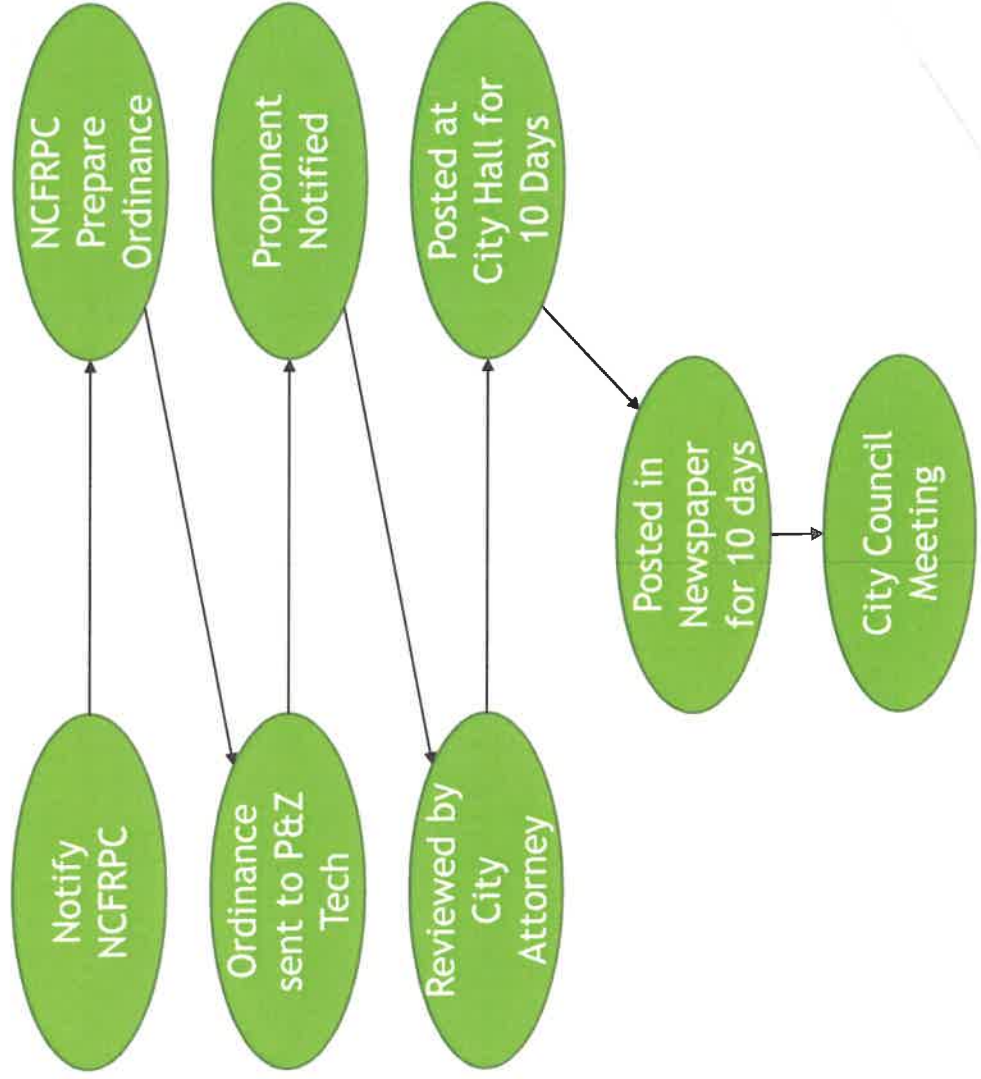 Notify
NCFRPC
NCFRPC
Prepare
Ordinance
Ordinance
sent to P&Z
Tech
Proponent
Notified
Reviewed by
City
Attorney
Posted at
City Hall for
10 Days
Posted in
Newspaper
for 10 days
City Council
Meeting